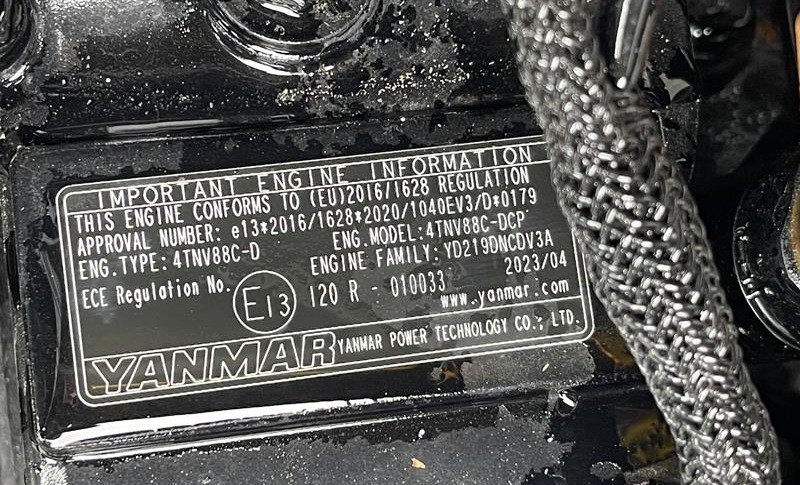 IMPORTANT ENGINE INFORMATION
THIS ENGINE CONFORMS TO (EU)2016/1628 REGULATION
APPROVAL NUMBER: e13*2016/1628*2020/1040EV3/D*0179
ENG.TYPE: 4TNV88C-D ENG.MODEL:4TNV88C-DCP
ENGINE FAMILY: YD219DNCDV3A
ECE Regulation No. E13 120 R - 010033 2023/04
www.yanmar.com
YANMAR YANMAR POWER TECHNOLOGY CO., LTD.